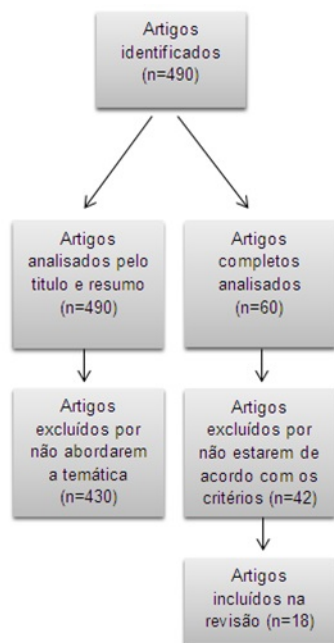 Artigos
identificados
(n=490)
Artigos
analisados pelo
titulo e resumo
(n=490)
Artigos
completos
analisados
(n=60)
Artigos
excluídos por
não abordarem
a temática
(n=430)
Artigos
excluídos por
não estarem de
acordo com os
critérios (n=42)
Artigos
incluídos na
revisão (n=18)